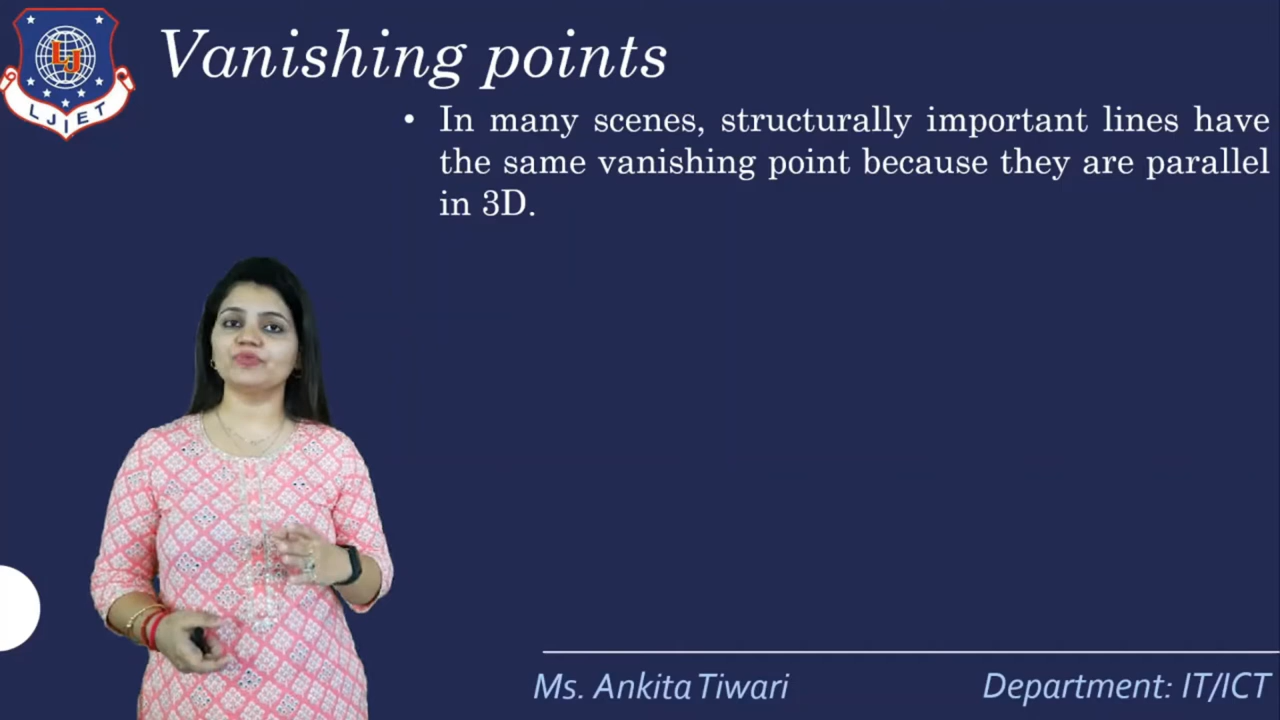 LJ
LJIET
Vanishing points
• In many scenes, structurally important lines have
the same vanishing point because they are parallel
in 3D.
Ms. Ankita Tiwari
Department: IT/ICT